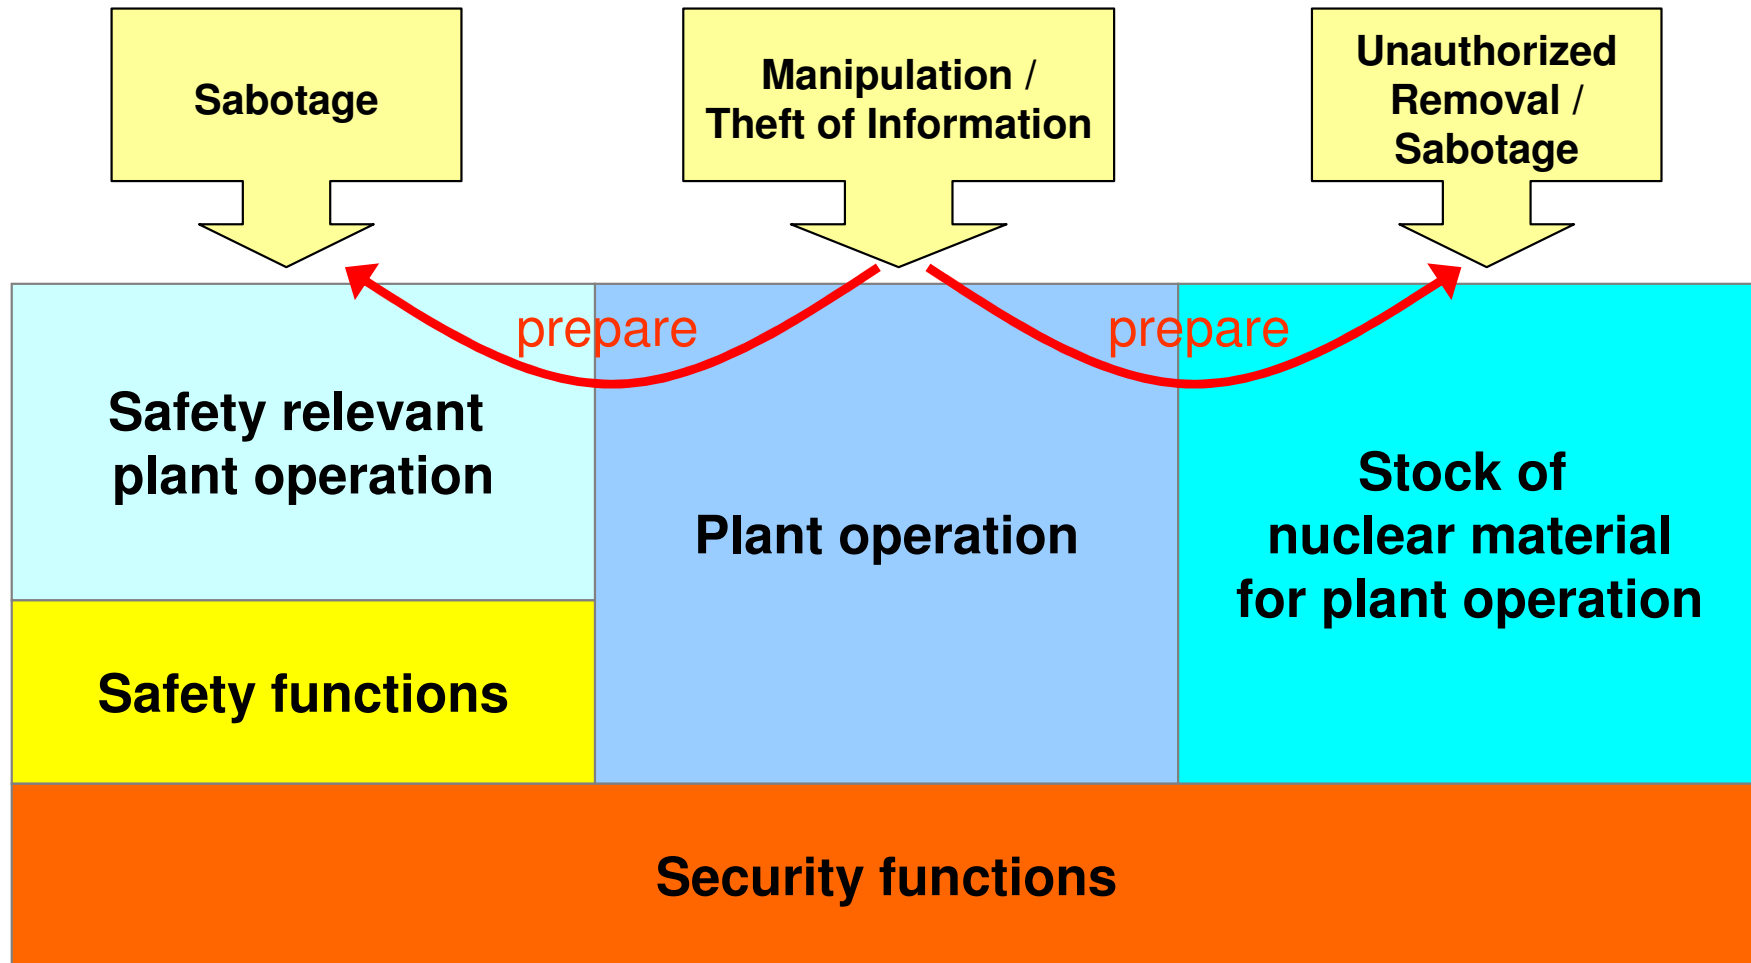 Sabotage
Manipulation /
Theft of Information
Unauthorized
Removal /
Sabotage
prepare
prepare
Safety relevant
plant operation
Plant operation
Stock of
nuclear material
for plant operation
Safety functions
Security functions